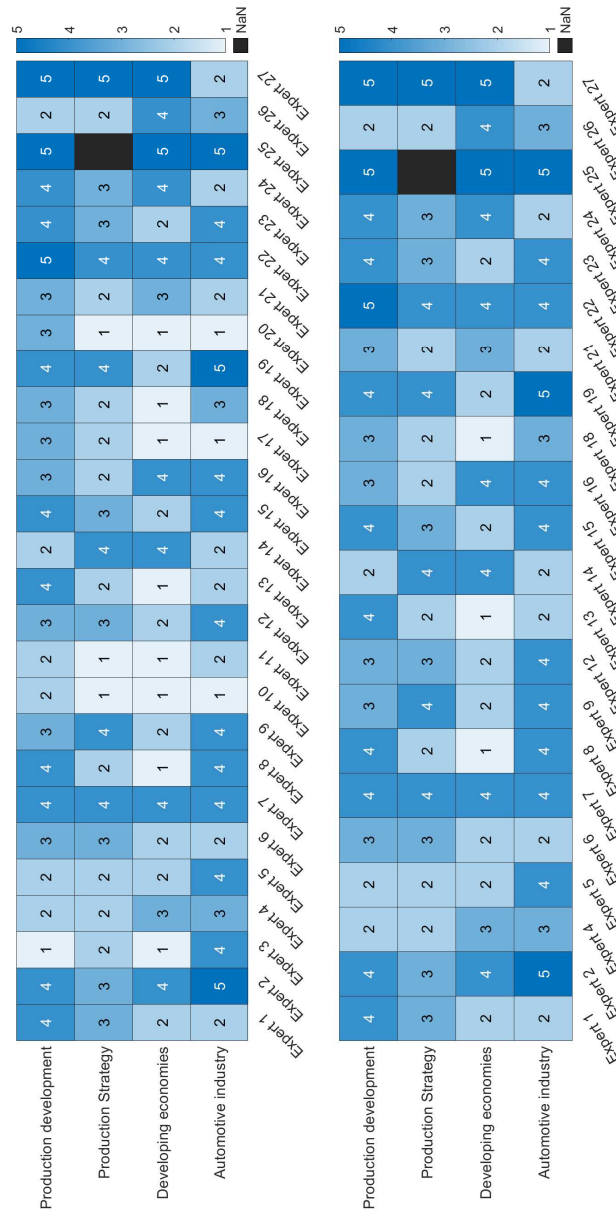 Production development 4 4 1 2 2 3 4 4 3 2 2 3 4 2 4 3 3 3 4 3 3 5 4 4 5 2 5
Production Strategy 3 3 2 2 2 3 4 2 4 1 1 3 2 4 3 2 2 2 4 1 2 4 3 3 2 5
Developing economies 2 4 1 3 2 2 4 1 2 1 1 2 1 4 2 4 1 1 2 1 3 4 2 4 5 4 5
Automotive industry 2 5 4 3 4 2 4 4 4 1 2 4 2 2 4 4 1 3 5 1 2 4 4 2 5 3 2
Expert 1 Expert 2 Expert 3 Expert 4 Expert 5 Expert 6 Expert 7 Expert 8 Expert 9 Expert 10 Expert 11 Expert 12 Expert 13 Expert 14 Expert 15 Expert 16 Expert 17 Expert 18 Expert 19 Expert 20 Expert 21 Expert 22 Expert 23 Expert 24 Expert 25 Expert 26 Expert 27
5
4
3
2
1
NaN
Production development 4 4 2 2 3 4 4 3 3 4 2 4 3 3 4 3 5 4 4 5 2 5
Production Strategy 3 3 2 2 3 4 2 4 3 2 4 3 2 2 4 2 4 3 3 2 5
Developing economies 2 4 3 2 2 4 1 2 2 1 4 2 4 1 2 3 4 2 4 5 4 5
Automotive industry 2 5 3 4 2 4 4 4 4 2 2 4 4 3 5 2 4 4 2 5 3 2
Expert 1 Expert 2 Expert 4 Expert 5 Expert 6 Expert 7 Expert 8 Expert 9 Expert 12 Expert 13 Expert 14 Expert 15 Expert 16 Expert 18 Expert 19 Expert 21 Expert 22 Expert 23 Expert 24 Expert 25 Expert 26 Expert 27
5
4
3
2
1
NaN